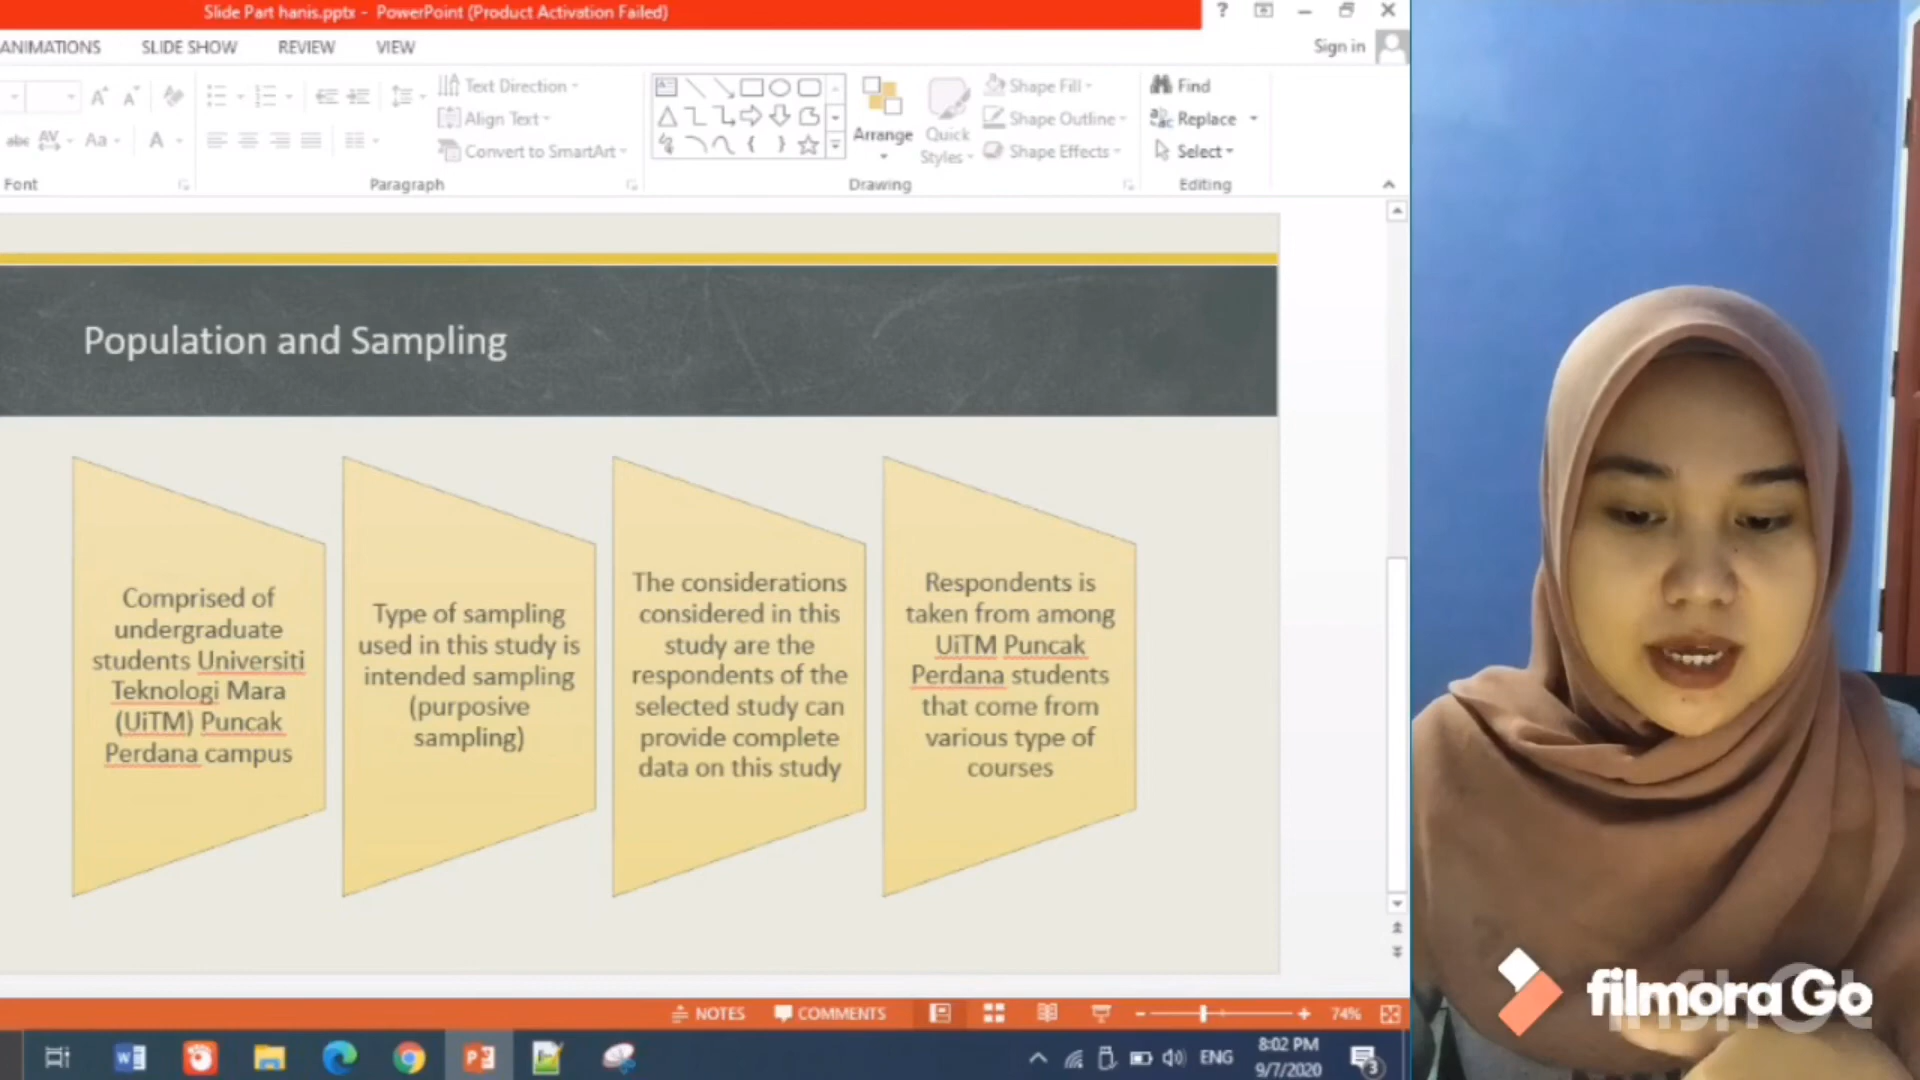 Slide Part hanis.pptx - PowerPoint (Product Activation Failed)
ANIMATIONS SLIDE SHOW REVIEW VIEW
Sign in
Text Direction
Align Text
Convert to SmartArt
Arrange
Quick
Styles
Shape Fill
Shape Outline
Shape Effects
Find
Replace
Select
Font
Paragraph
Drawing
Editing
Population and Sampling
Comprised of
undergraduate
students Universiti
Teknologi Mara
(UiTM) Puncak
Perdana campus
Type of sampling
used in this study is
intended sampling
(purposive
sampling)
The considerations
considered in this
study are the
respondents of the
selected study can
provide complete
data on this study
Respondents is
taken from among
UiTM Puncak
Perdana students
that come from
various type of
courses
NOTES COMMENTS 74%
ENG
8:02 PM
9/7/2020
3
filmoraGo
InShOt